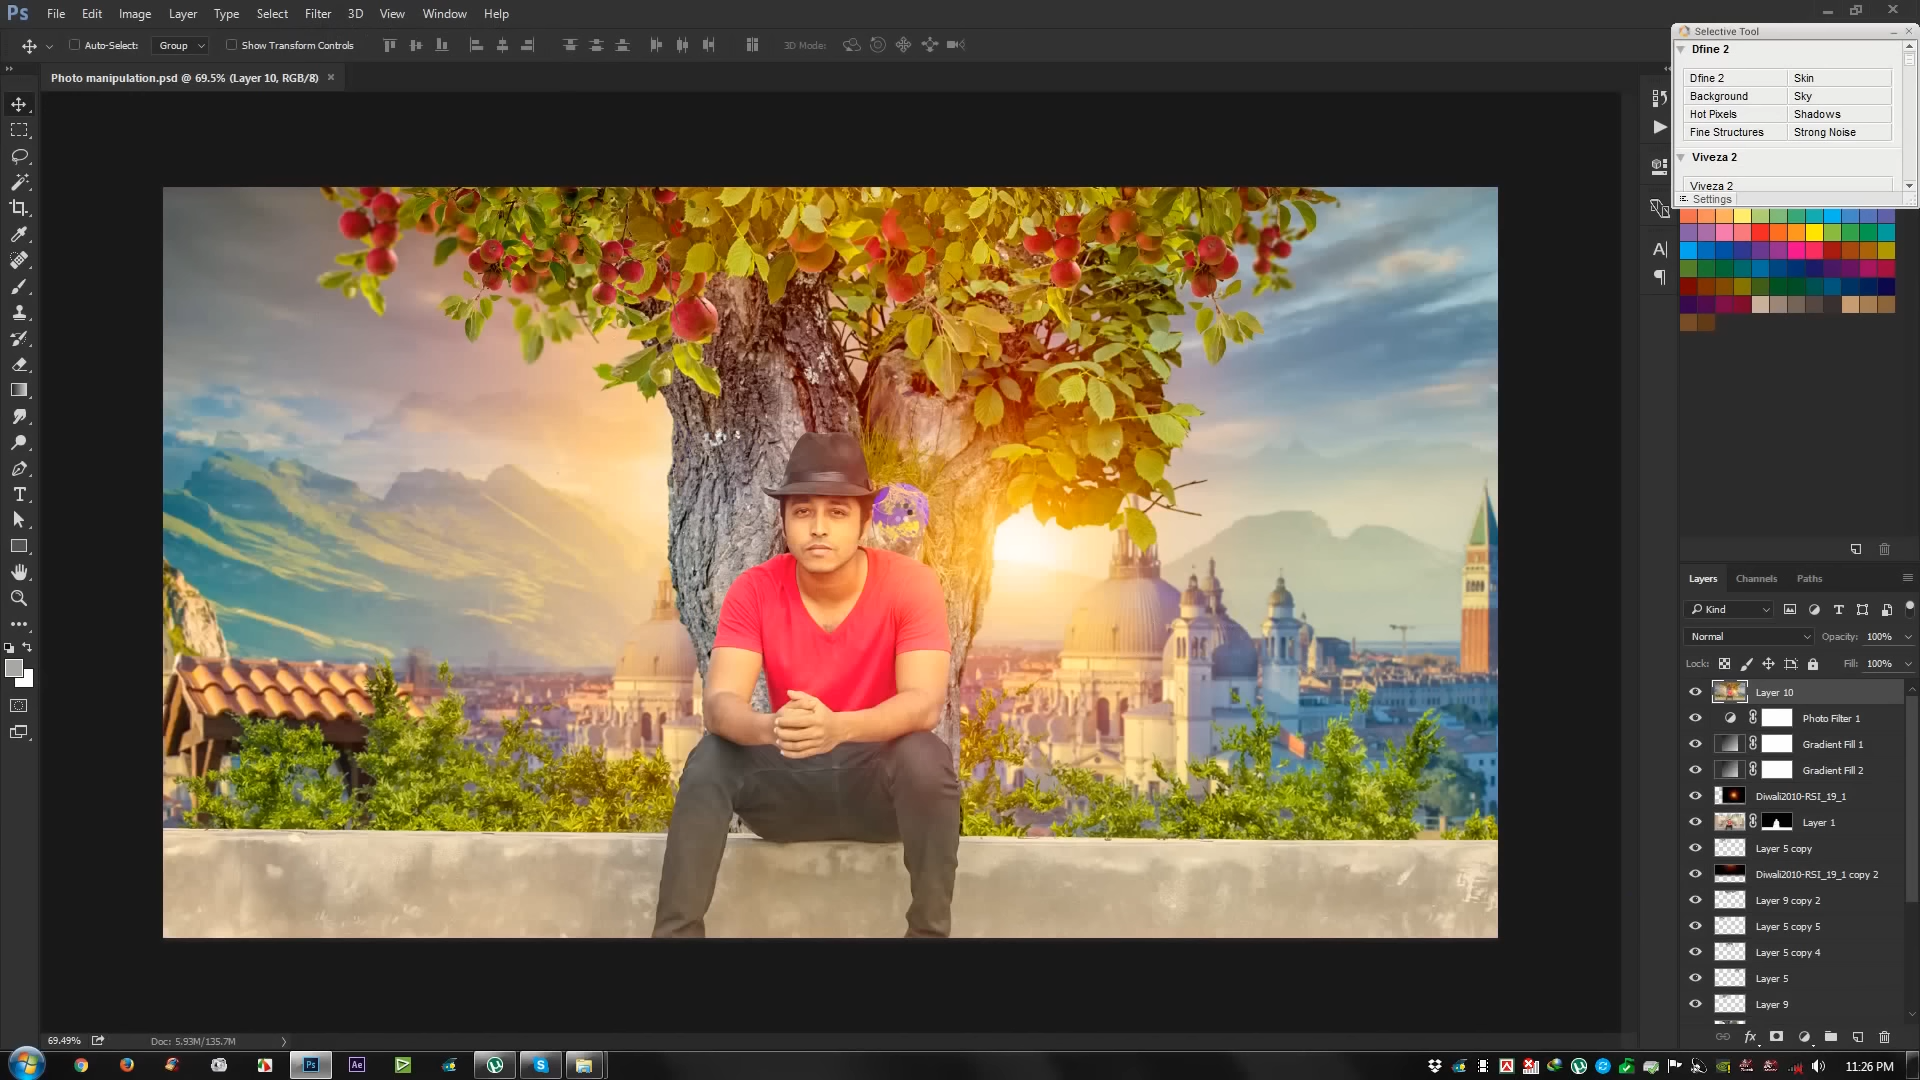 Ps File Edit Image Layer Type Select Filter 3D View Window Help
Auto-Select: Group Show Transform Controls 3D Mode:
Photo manipulation.psd @ 69.5% (Layer 10, RGB/8) ×
Selective Tool
Dfine 2
Dfine 2 Skin
Background Sky
Hot Pixels Shadows
Fine Structures Strong Noise
Viveza 2
Viveza 2
Settings
Layers Channels Paths
Kind
Normal Opacity: 100%
Lock: Fill: 100%
Layer 10
Photo Filter 1
Gradient Fill 1
Gradient Fill 2
Diwali2010-RSI_19_1
Layer 1
Layer 5 copy
Diwali2010-RSI_19_1 copy 2
Layer 9 copy 2
Layer 5 copy 5
Layer 5 copy 4
Layer 5
Layer 9
fx
69.49% Doc: 5.93M/135.7M
Ps Ae
11:26 PM